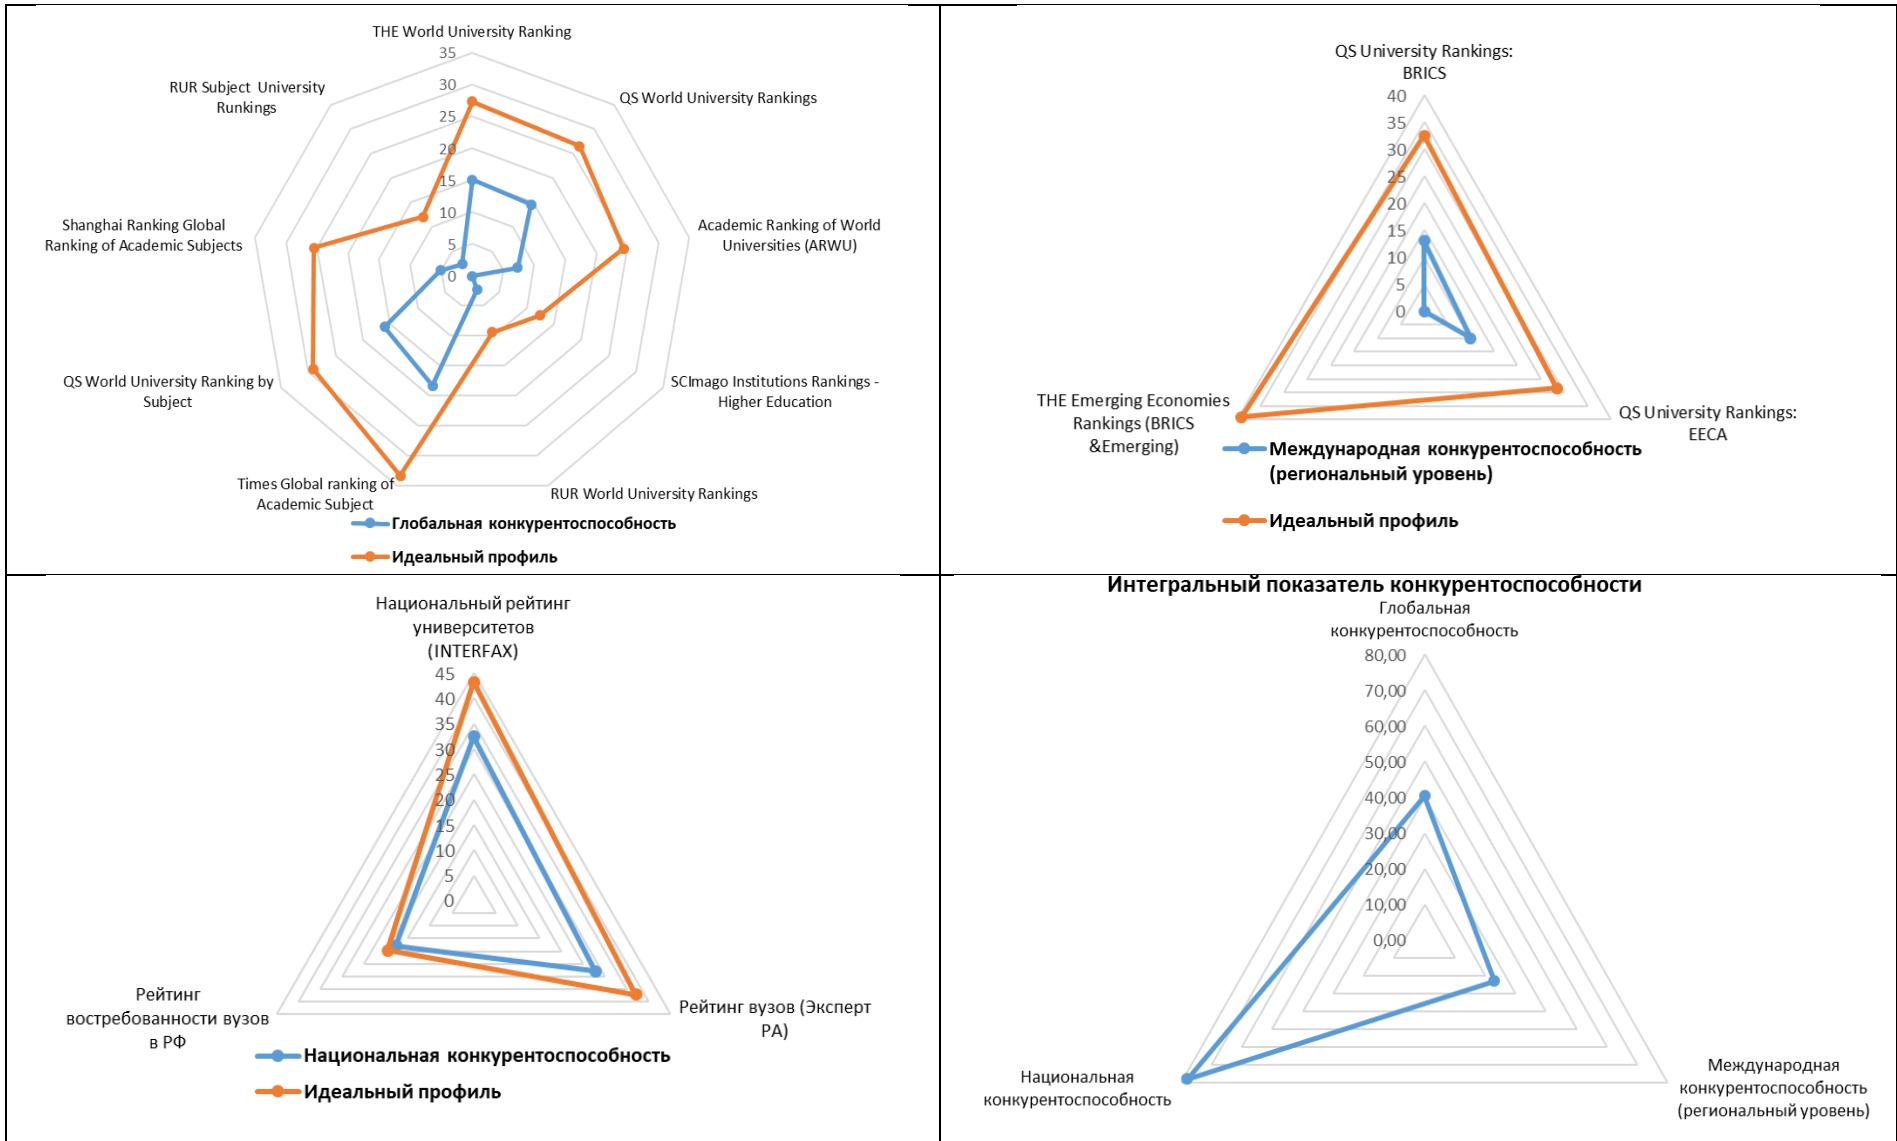 THE World University Ranking
35
30
25
20
15
10
5
0
QS World University Rankings
Academic Ranking of World
Universities (ARWU)
SCImago Institutions Rankings -
Higher Education
RUR World University Rankings
Times Global ranking of
Academic Subject
QS World University Ranking by
Subject
Shanghai Ranking Global
Ranking of Academic Subjects
RUR Subject University
Runkings
Глобальная конкурентоспособность
Идеальный профиль
QS University Rankings:
BRICS
40
35
30
25
20
15
10
5
0
QS University Rankings:
EECA
THE Emerging Economies
Rankings (BRICS
&Emerging)
Международная конкурентоспособность
(региональный уровень)
Идеальный профиль
Национальный рейтинг
университетов
(INTERFAX)
45
40
35
30
25
20
15
10
5
0
Рейтинг вузов (Эксперт
РА)
Рейтинг
востребованности вузов
в РФ
Национальная конкурентоспособность
Идеальный профиль
Интегральный показатель конкурентоспособности
Глобальная
конкурентоспособность
80,00
70,00
60,00
50,00
40,00
30,00
20,00
10,00
0,00
Международная
конкурентоспособность
(региональный уровень)
Национальная
конкурентоспособность